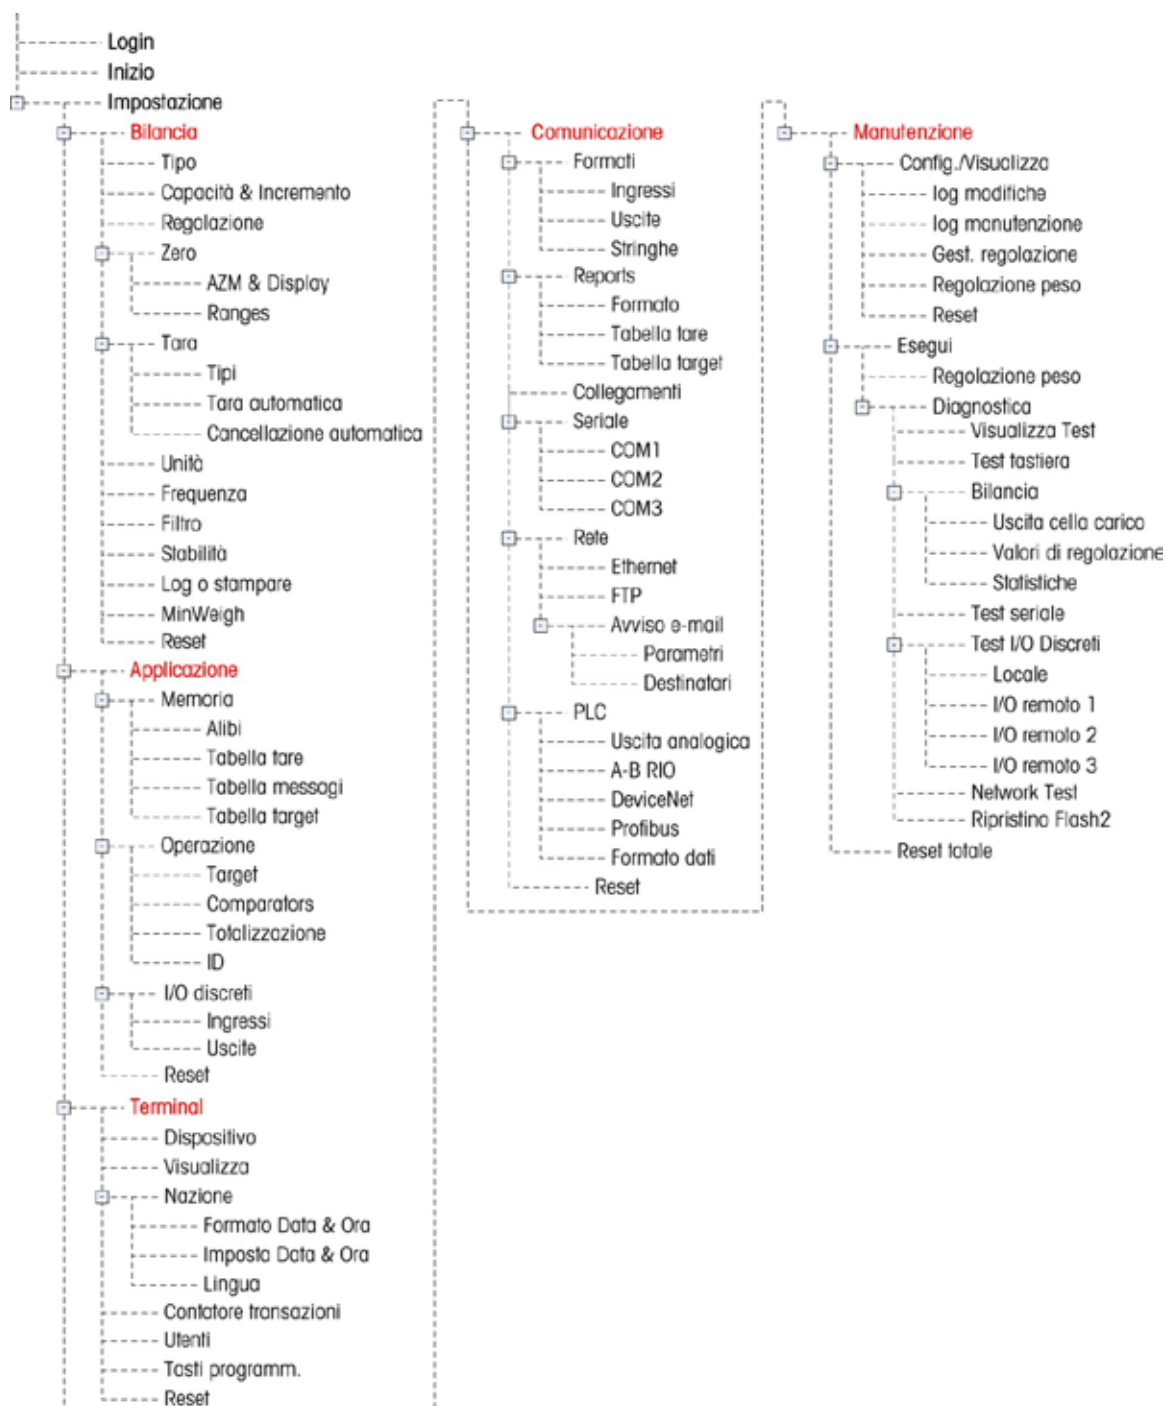 Login
Inizio
Impostazione
Bilancia
Tipo
Capacità & Incremento
Regolazione
Zero
AZM & Display
Ranges
Tara
Tipi
Tara automatica
Cancellazione automatica
Unità
Frequenza
Filtro
Stabilità
Log o stampare
MinWeigh
Reset
Applicazione
Memoria
Alibi
Tabella tare
Tabella messagi
Tabella target
Operazione
Target
Comparators
Totalizzazione
ID
I/O discreti
Ingressi
Uscite
Reset
Terminal
Dispositivo
Visualizza
Nazione
Formato Data & Ora
Imposta Data & Ora
Lingua
Contatore transazioni
Utenti
Tasti programm.
Reset
Comunicazione
Formati
Ingressi
Uscite
Stringhe
Reports
Formato
Tabella tare
Tabella target
Collegamenti
Seriale
COM1
COM2
COM3
Rete
Ethernet
FTP
Avviso e-mail
Parametri
Destinatari
PLC
Uscita analogica
A-B RIO
DeviceNet
Profibus
Formato dati
Reset
Manutenzione
Config./Visualizza
log modifiche
log manutenzione
Gest. regolazione
Regolazione peso
Reset
Esegui
Regolazione peso
Diagnostica
Visualizza Test
Test tastiera
Bilancia
Uscita cella carico
Valori di regolazione
Statistiche
Test seriale
Test I/O Discreti
Locale
I/O remoto 1
I/O remoto 2
I/O remoto 3
Network Test
Ripristino Flash2
Reset totale